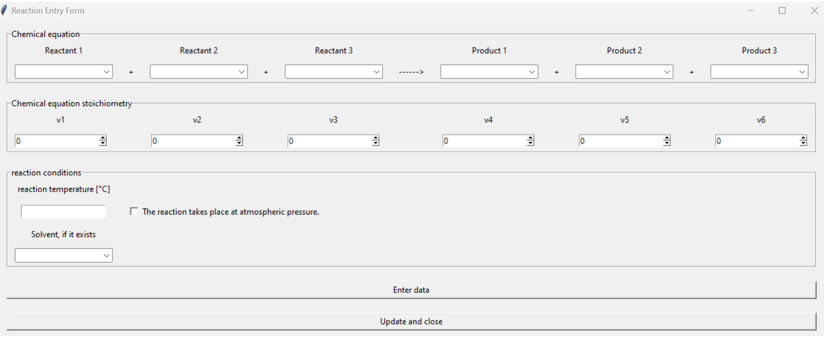 Reaction Entry Form
Chemical equation
Reactant 1 Reactant 2 Reactant 3 Product 1 Product 2 Product 3
+ + ------> + +
Chemical equation stoichiometry
v1 v2 v3 v4 v5 v6
0 0 0 0 0 0
reaction conditions
reaction temperature [°C]
The reaction takes place at atmospheric pressure.
Solvent, if it exists
Enter data
Update and close